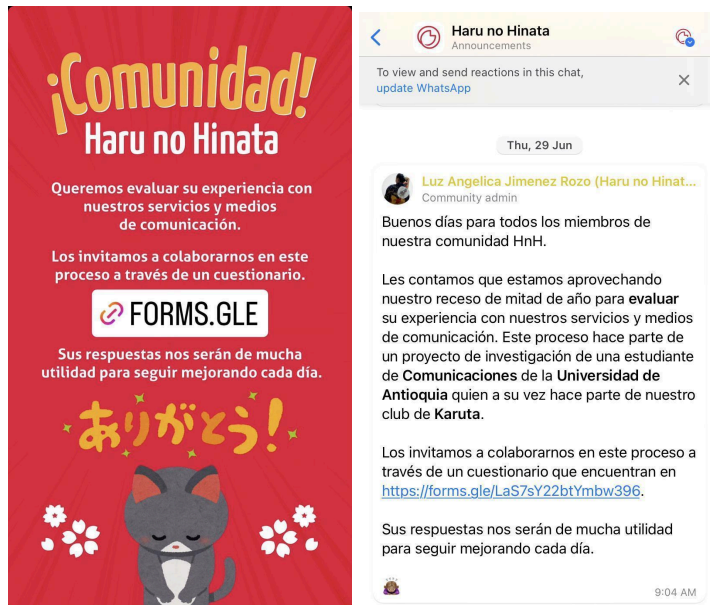 ¡Comunidad!
Haru no Hinata
Queremos evaluar su experiencia con
nuestros servicios y medios
de comunicación.
Los invitamos a colaborarnos en este
proceso a través de un cuestionario.
FORMS.GLE
Sus respuestas nos serán de mucha
utilidad para seguir mejorando cada día.
ありがとう!
Haru no Hinata
Announcements
To view and send reactions in this chat,
update WhatsApp
Thu, 29 Jun
Luz Angelica Jimenez Rozo (Haru no Hinat...
Community admin
Buenos días para todos los miembros de
nuestra comunidad HnH.
Les contamos que estamos aprovechando
nuestro receso de mitad de año para evaluar
su experiencia con nuestros servicios y medios
de comunicación. Este proceso hace parte de
un proyecto de investigación de una estudiante
de Comunicaciones de la Universidad de
Antioquia quien a su vez hace parte de nuestro
club de Karuta.
Los invitamos a colaborarnos en este proceso a
través de un cuestionario que encuentran en
https://forms.gle/LaS7sY22btYmbw396.
Sus respuestas nos serán de mucha utilidad
para seguir mejorando cada día.
9:04 AM